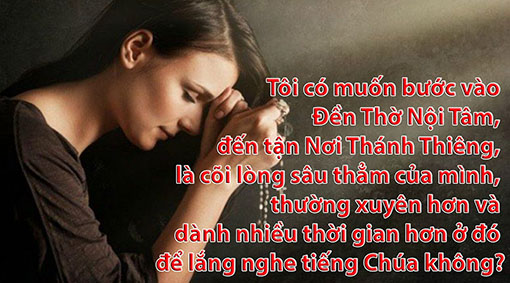 Tôi có muốn bước vào
Đền Thờ Nội Tâm,
đến tận Nơi Thánh Thiêng,
là cõi lòng sâu thẳm của mình,
thường xuyên hơn và
dành nhiều thời gian hơn ở đó
để lắng nghe tiếng Chúa không?